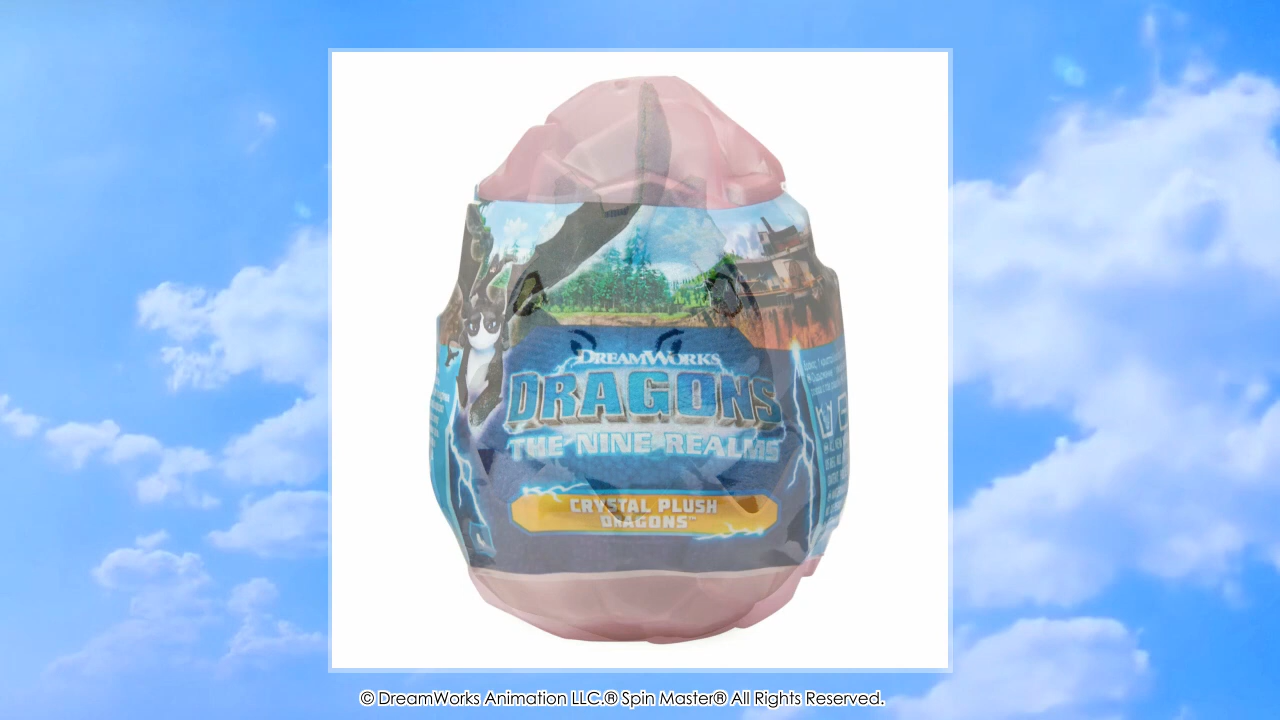 DREAMWORKS
DRAGONS
THE NINE REALMS
CRYSTAL PLUSH
DRAGONS™
© DreamWorks Animation LLC.® Spin Master® All Rights Reserved.